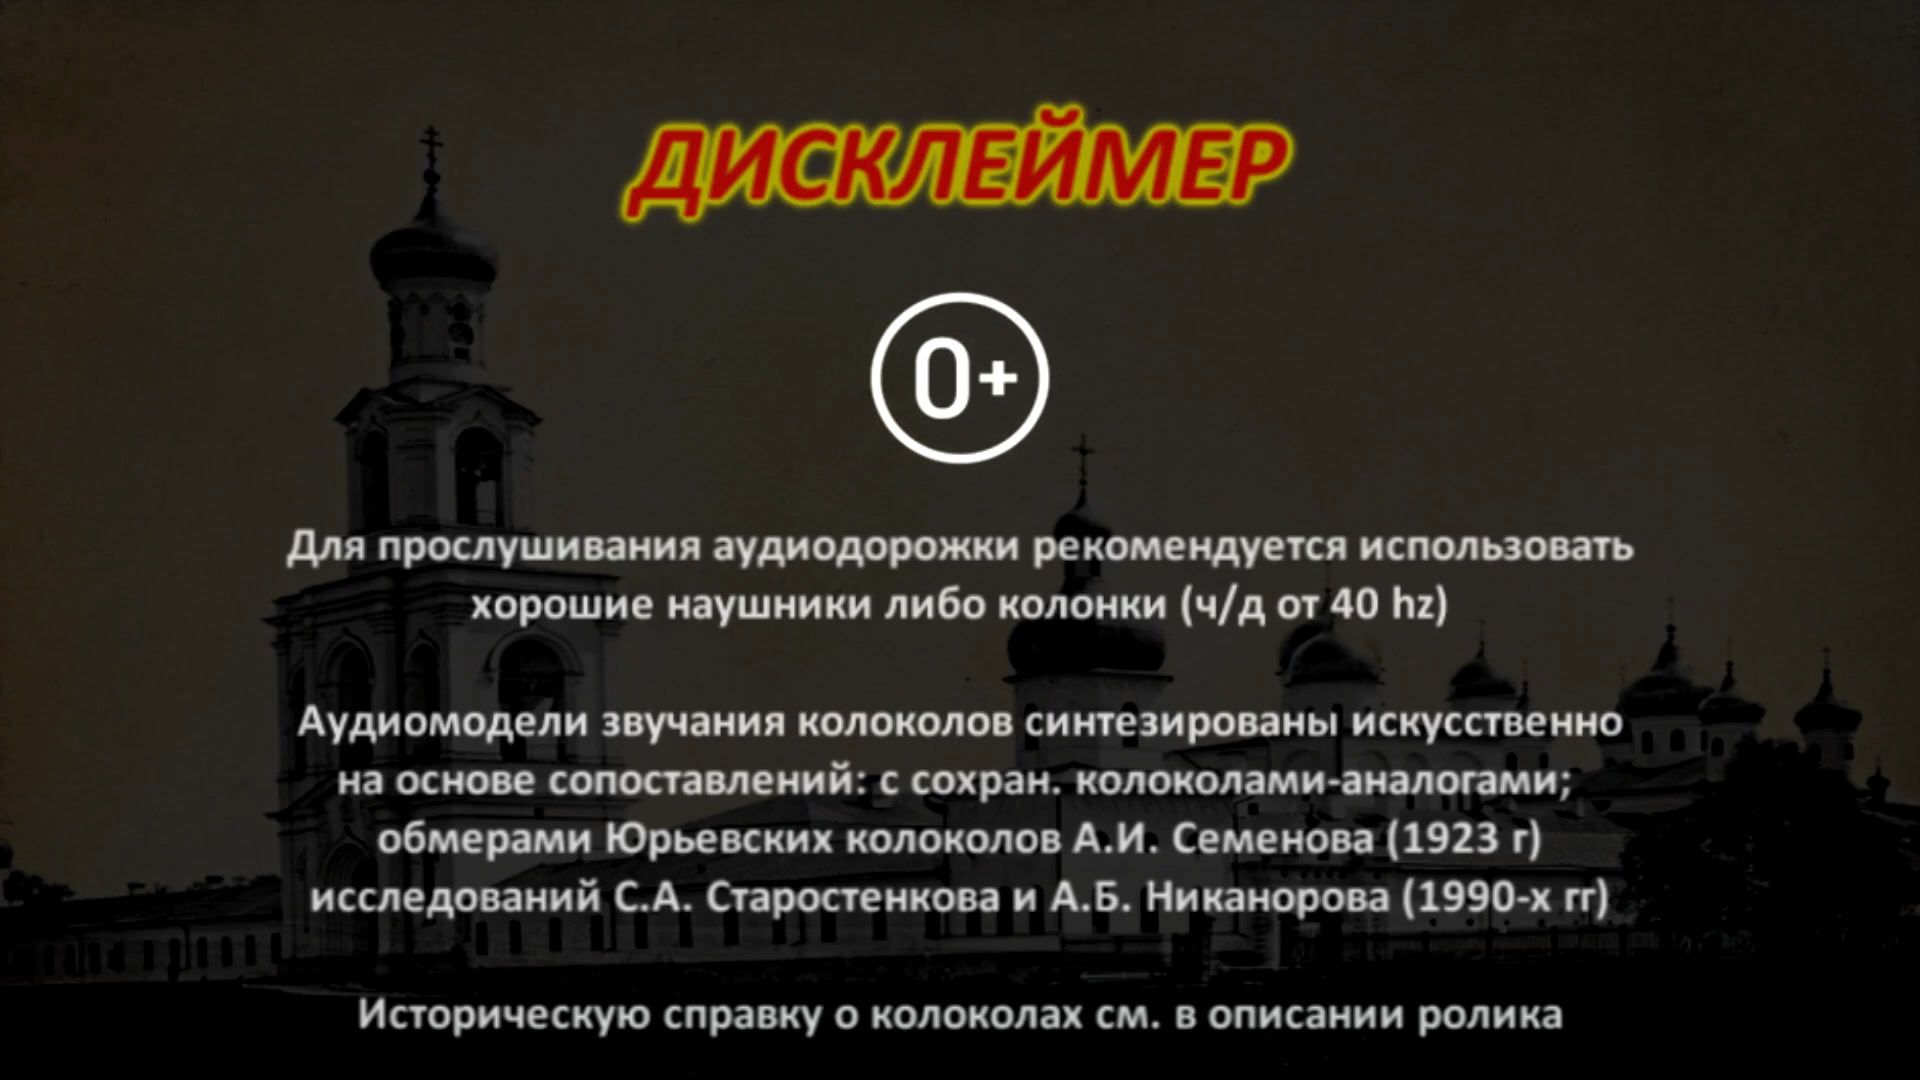 ДИСКЛЕЙМЕР
0+
Для прослушивания аудиодорожки рекомендуется использовать
хорошие наушники либо колонки (ч/д от 40 hz)
Аудиомодели звучания колоколов синтезированы искусственно
на основе сопоставлений: с сохран. колоколами-аналогами;
обмерами Юрьевских колоколов А.И. Семенова (1923 г)
исследований С.А. Старостенкова и А.Б. Никанорова (1990-х гг)
Историческую справку о колоколах см. в описании ролика